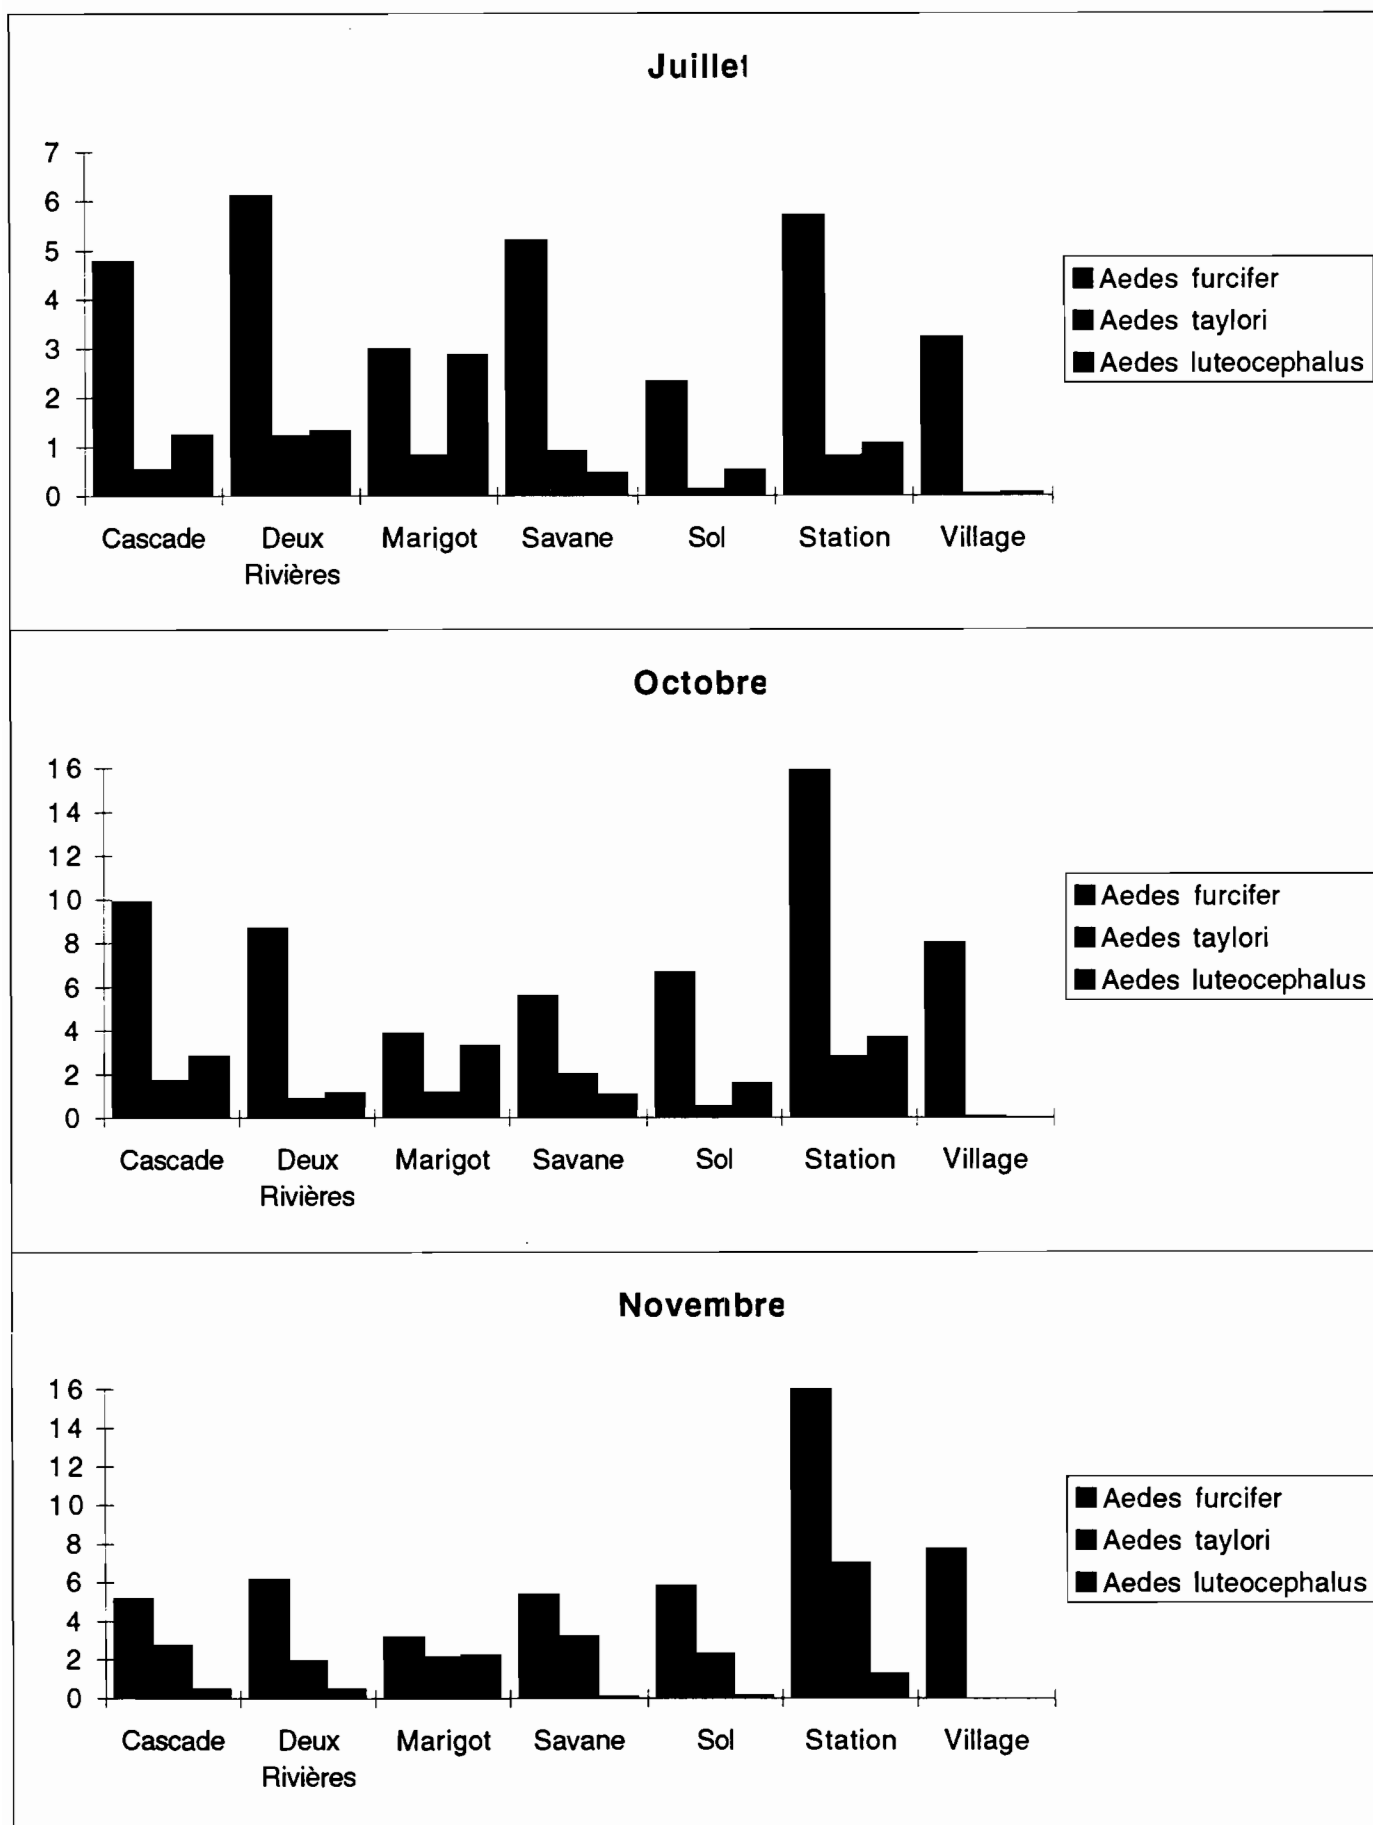 Juillet
7
6
5
4
3
2
1
0
Cascade Deux Marigot Savane Sol Station Village
Rivières
Aedes furcifer
Aedes taylori
Aedes luteocephalus
Octobre
16
14
12
10
8
6
4
2
0
Cascade Deux Marigot Savane Sol Station Village
Rivières
Aedes furcifer
Aedes taylori
Aedes luteocephalus
Novembre
16
14
12
10
8
6
4
2
0
Cascade Deux Marigot Savane Sol Station Village
Rivières
Aedes furcifer
Aedes taylori
Aedes luteocephalus